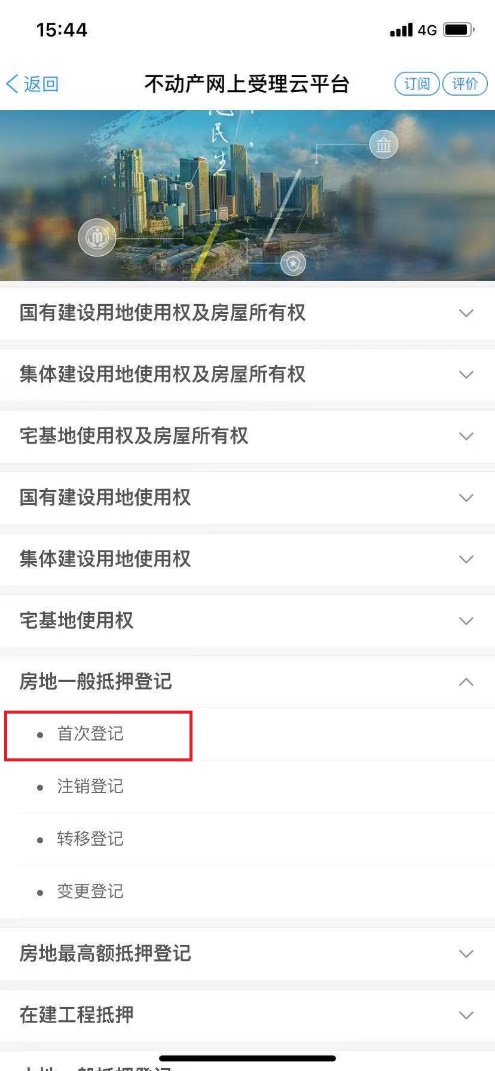 15:44
4G
返回
不动产网上受理云平台
订阅
评价
民
生
国有建设用地使用权及房屋所有权
集体建设用地使用权及房屋所有权
宅基地使用权及房屋所有权
国有建设用地使用权
集体建设用地使用权
宅基地使用权
房地一般抵押登记
首次登记
注销登记
转移登记
变更登记
房地最高额抵押登记
在建工程抵押